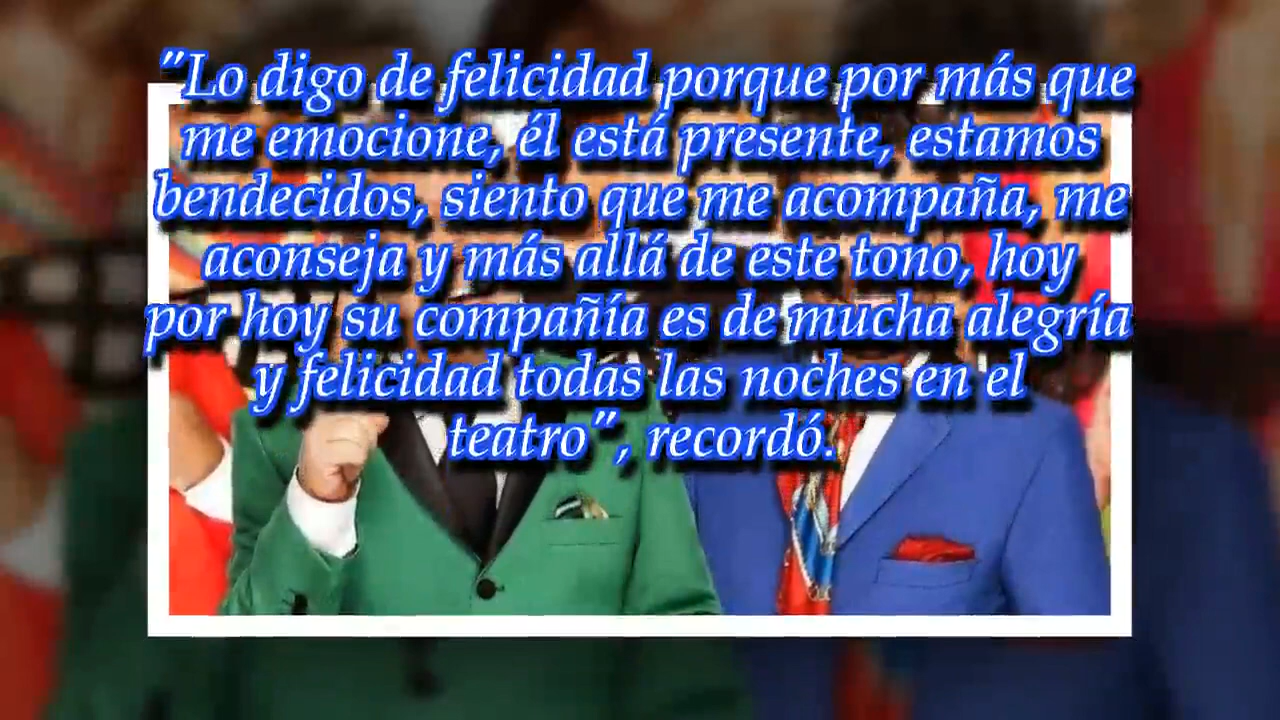 "Lo digo de felicidad porque por más que
me emocione, él está presente, estamos
bendecidos, siento que me acompaña, me
aconseja y más allá de este tono, hoy
por hoy su compañía es de mucha alegría
y felicidad todas las noches en el
teatro", recordó.